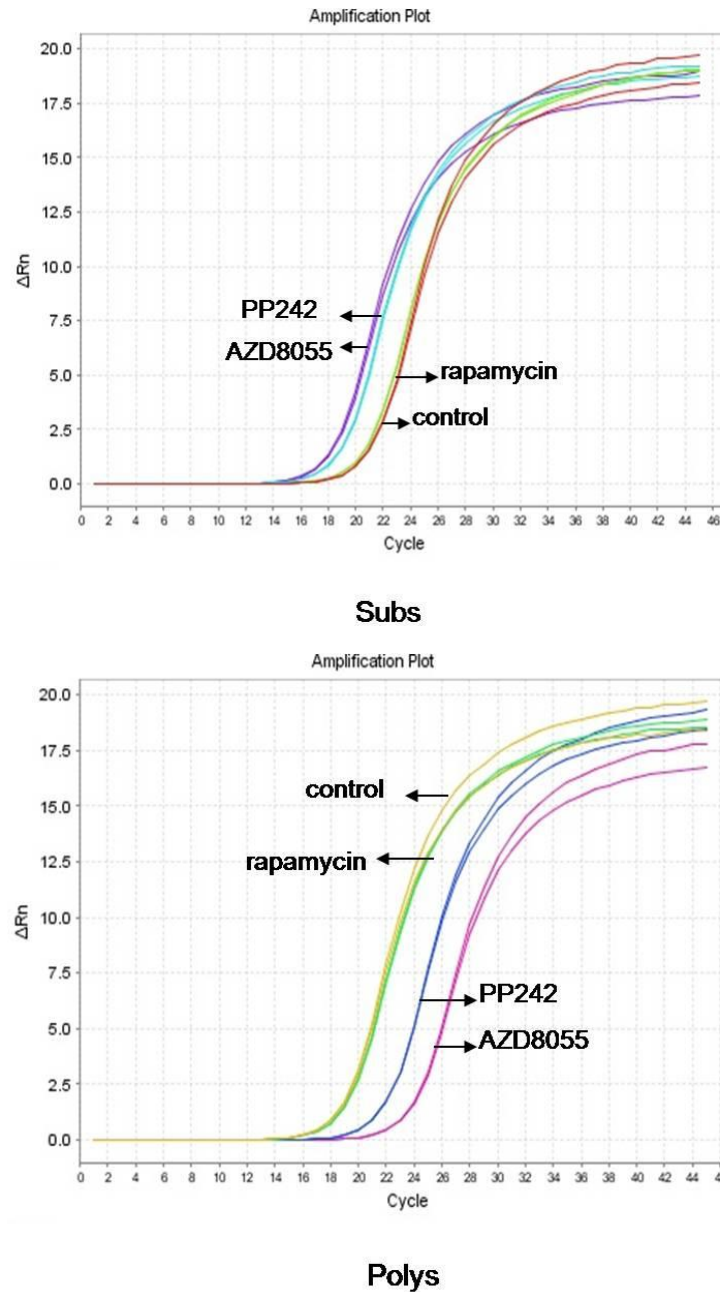 Amplification Plot
20.0
17.5
15.0
12.5
10.0
7.5
5.0
2.5
0.0
ΔRn
PP242
AZD8055
rapamycin
control
0 2 4 6 8 10 12 14 16 18 20 22 24 26 28 30 32 34 36 38 40 42 44 46
Cycle
Subs
Amplification Plot
20.0
17.5
15.0
12.5
10.0
7.5
5.0
2.5
0.0
ΔRn
control
rapamycin
PP242
AZD8055
0 2 4 6 8 10 12 14 16 18 20 22 24 26 28 30 32 34 36 38 40 42 44
Cycle
Polys